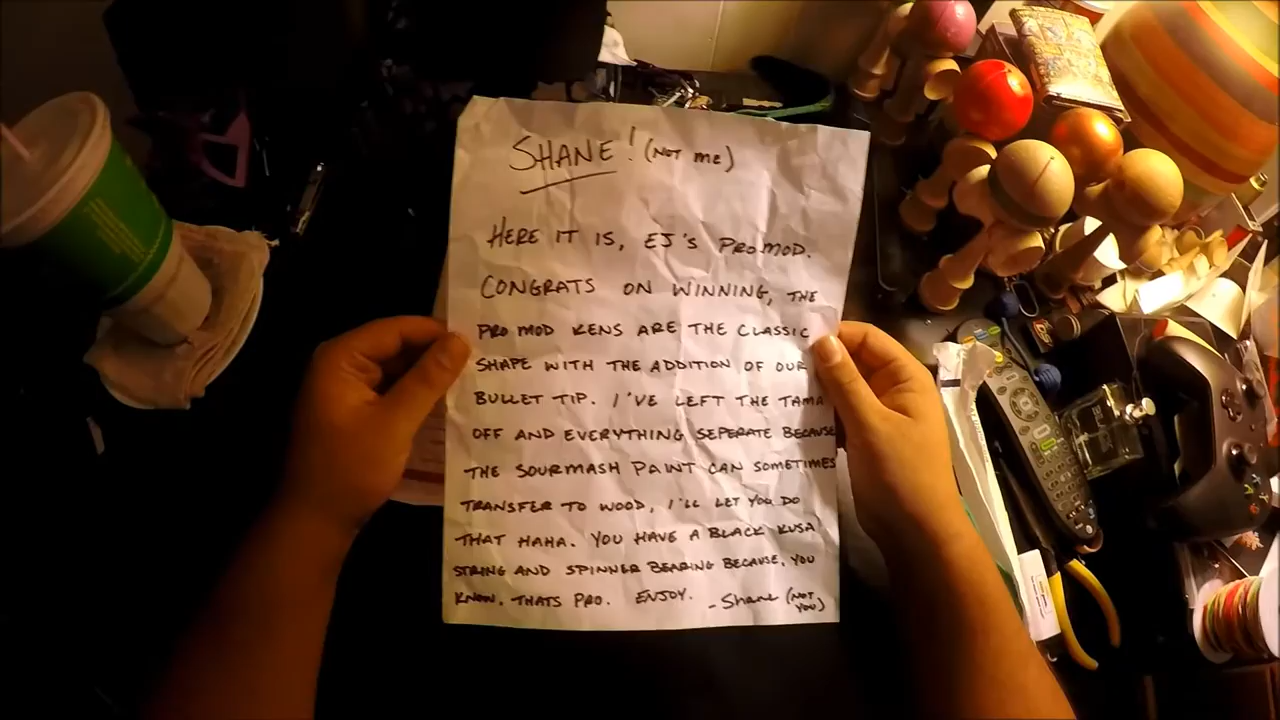 SHANE! (NOT me)
HERE IT IS, EJ'S PROMOD.
CONGRATS ON WINNING, THE
PRO MOD KENS ARE THE CLASSIC
SHAPE WITH THE ADDITION OF OUR
BULLET TIP. I'VE LEFT THE TAMA
OFF AND EVERYTHING SEPERATE BECAUSE
THE SOURMASH PAINT CAN SOMETIMES
TRANSFER TO WOOD, I'LL LET YOU DO
THAT HAHA. YOU HAVE A BLACK KUSA
STRING AND SPINNER BEARING BECAUSE, YOU
KNOW, THATS PRO. ENJOY. - Shane (NOT
YOU)